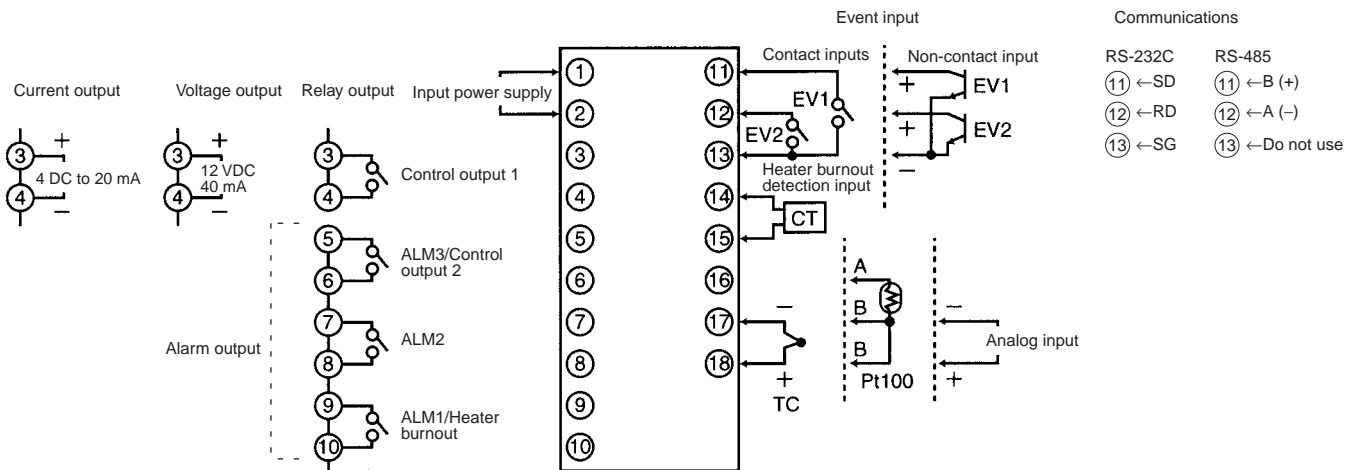 Event input
Communications
Contact inputs
Non-contact input
RS-232C
RS-485
Current output
Voltage output
Relay output
Input power supply
1
2
3
4
5
6
7
8
9
10
11
12
13
14
15
16
17
18
3
+
4 DC to 20 mA
4
–
3
+
12 VDC
40 mA
4
–
3
4
Control output 1
5
6
ALM3/Control
output 2
7
8
ALM2
9
10
ALM1/Heater
burnout
Alarm output
EV1
EV2
+
EV1
+
EV2
–
Heater burnout
detection input
CT
–
+
TC
A
B
B
Pt100
–
+
Analog input
11 ←SD
12 ←RD
13 ←SG
11 ←B (+)
12 ←A (–)
13 ←Do not use